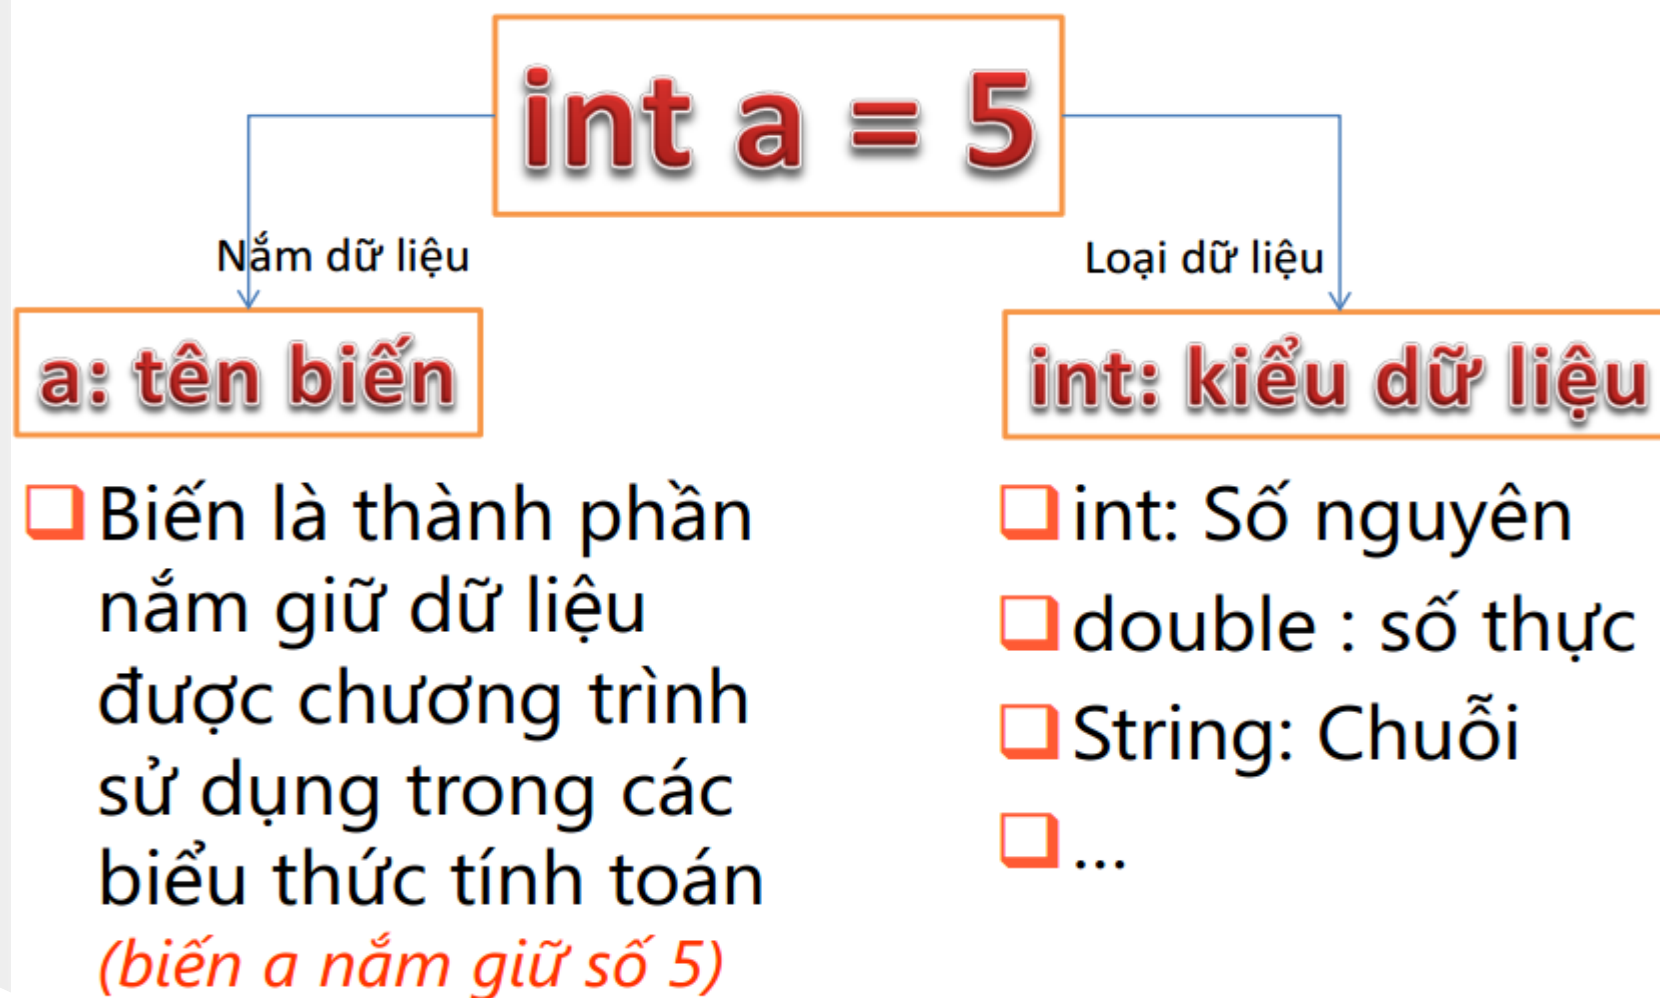 int a = 5
Nắm dữ liệu
Loại dữ liệu
a: tên biến
int: kiểu dữ liệu
Biến là thành phần
nắm giữ dữ liệu
được chương trình
sử dụng trong các
biểu thức tính toán
(biến a nắm giữ số 5)
int: Số nguyên
double : số thực
String: Chuỗi
...